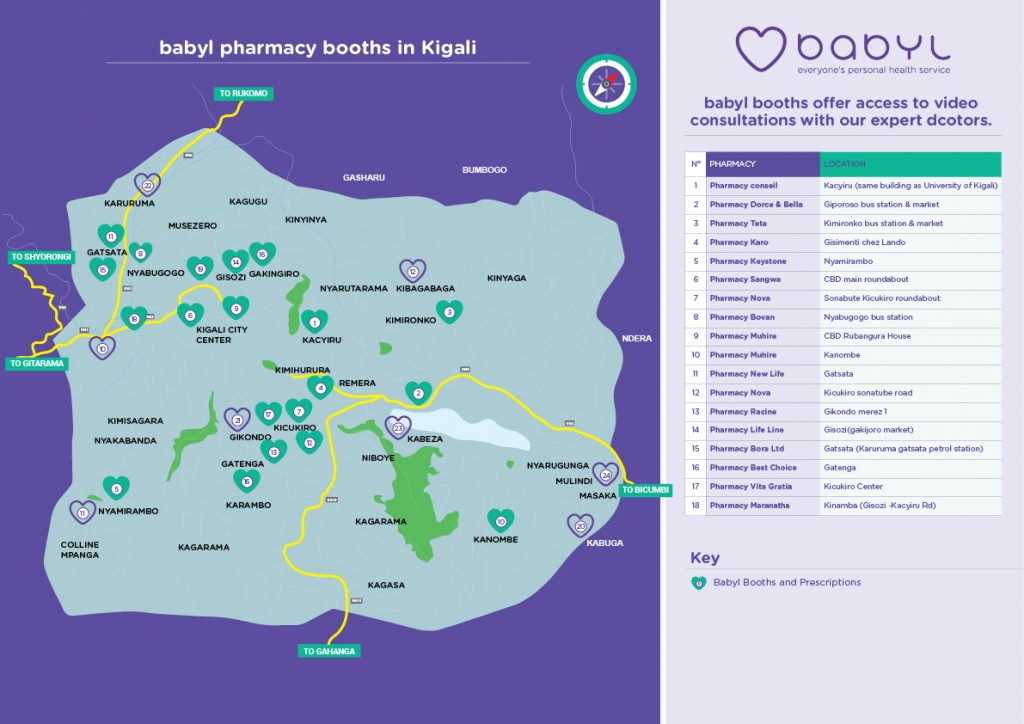 babyl pharmacy booths in Kigali
TO RUKOMO
BUMBOGO
GASHARU
22
KARURUMA
KAGUGU
KINYINYA
MUSEZERO
11
GATSATA
8
15
NYABUGOGO
19
14
16
GISOZI
GAKINGIRO
12
KIBAGABAGA
KINYAGA
NYARUTARAMA
TO SHYORONGI
18
6
9
KIGALI CITY
CENTER
1
KACYIRU
KIMIRONKO
3
NDERA
10
TO GITARAMA
KIMIHURURA
REMERA
4
2
KIMISAGARA
NYAKABANDA
21
GIKONDO
17
7
KICUKIRO
12
13
GATENGA
23
KABEZA
NIBOYE
NYARUGUNGA
MULINDI
24
MASAKA
TO BICUMBI
16
KARAMBO
5
NYAMIRAMBO
11
COLLINE
MPANGA
KAGARAMA
KAGARAMA
10
KANOMBE
20
KABUGA
KAGASA
TO GAHANGA
babyl
everyone's personal health service
babyl booths offer access to video
consultations with our expert dcotors.
N° PHARMACY LOCATION
1 Pharmacy conseil Kacyiru (same building as University of Kigali)
2 Pharmacy Dorce & Bella Giporoso bus station & market
3 Pharmacy Teta Kimironko bus station & market
4 Pharmacy Karo Gisimenti chez Lando
5 Pharmacy Keystone Nyamirambo
6 Pharmacy Sangwa CBD main roundabout
7 Pharmacy Nova Sonabute Kicukiro roundabout
8 Pharmacy Bovan Nyabugogo bus station
9 Pharmacy Muhire CBD Rubangura House
10 Pharmacy Muhire Kanombe
11 Pharmacy New Life Gatsata
12 Pharmacy Nova Kicukiro sonatube road
13 Pharmacy Racine Gikondo merez 1
14 Pharmacy Life Line Gisozi(gakijoro market)
15 Pharmacy Bora Ltd Gatsata (Karuruma gatsata petrol station)
16 Pharmacy Best Choice Gatenga
17 Pharmacy Vita Gratia Kicukiro Center
18 Pharmacy Maranatha Kinamba (Gisozi -Kacyiru Rd)
Key
Babyl Booths and Prescriptions